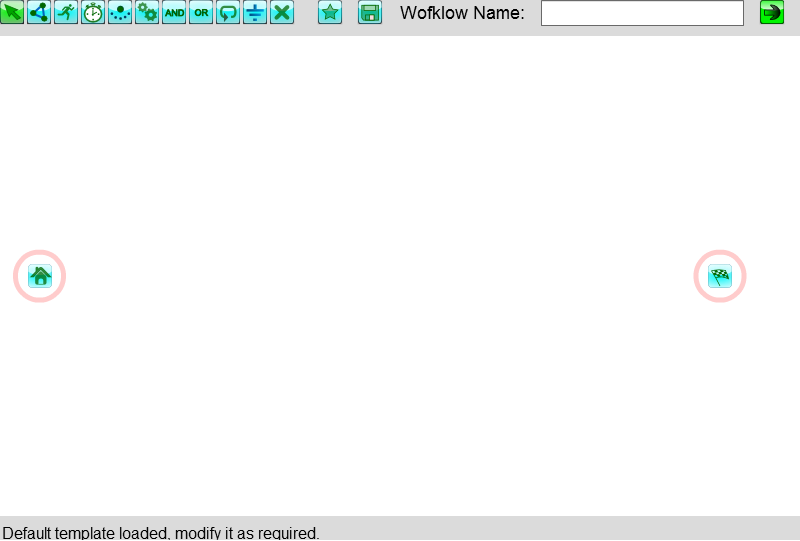 AND OR Wofklow Name:
Default template loaded, modify it as required.